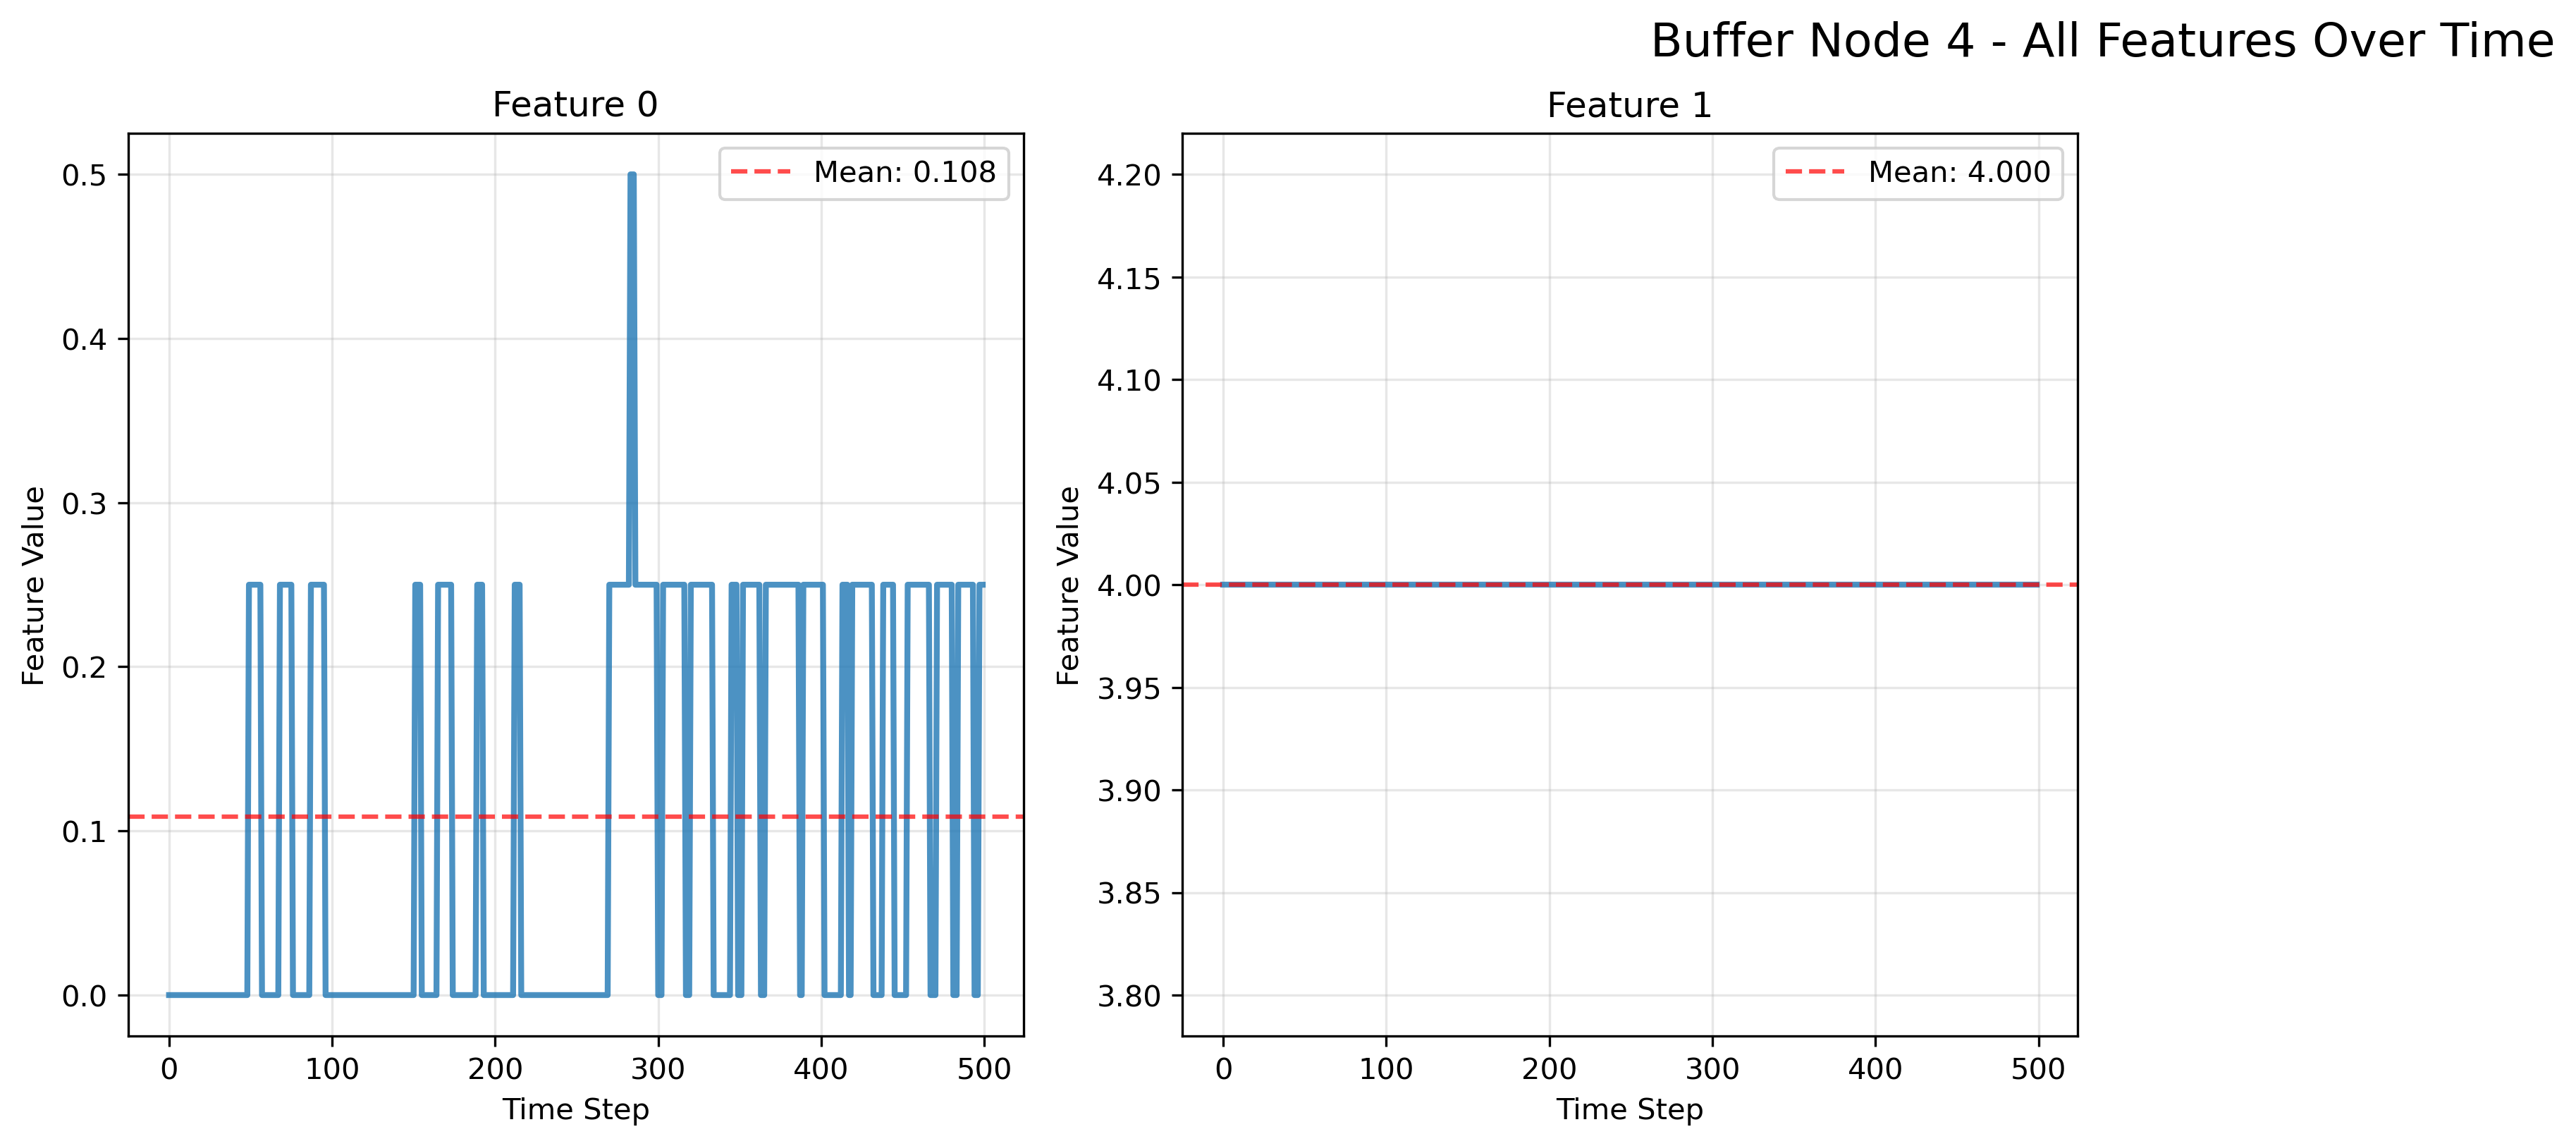 Buffer Node 4 - All Features Over Time
Feature 0
Mean: 0.108
Feature Value
0.5
0.4
0.3
0.2
0.1
0.0
0 100 200 300 400 500
Time Step
Feature 1
Mean: 4.000
Feature Value
4.20
4.15
4.10
4.05
4.00
3.95
3.90
3.85
3.80
0 100 200 300 400 500
Time Step